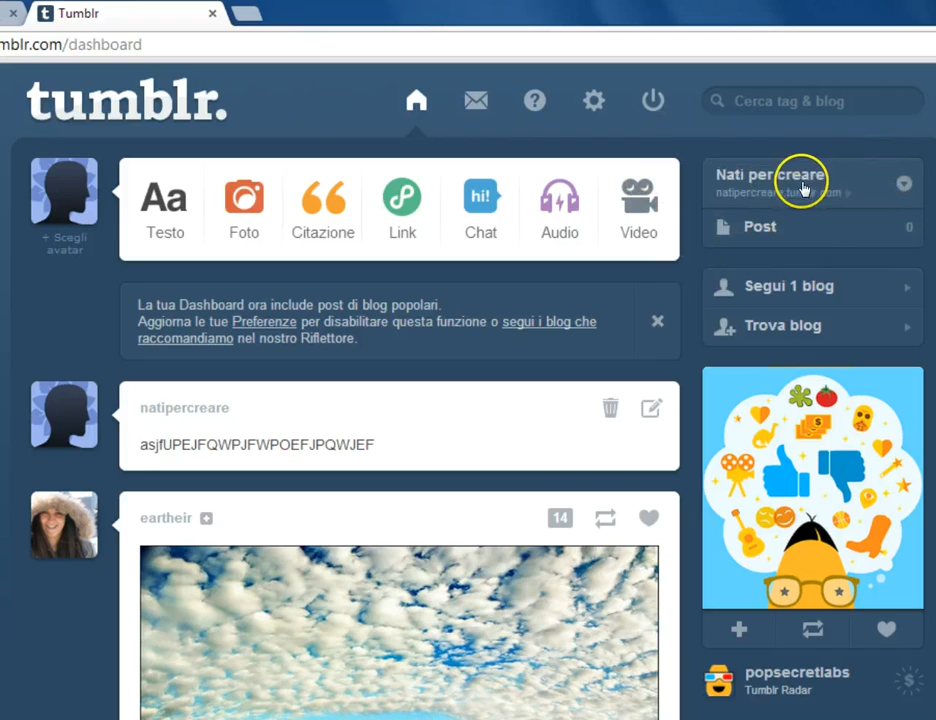 Tumblr
mblr.com/dashboard
tumblr.
Cerca tag & blog
Aa
hi!
Testo
Foto
Citazione
Link
Chat
Audio
Video
+ Scegli
avatar
Nati per creare
natipercreare.tumblr.com
Post 0
Segui 1 blog
Trova blog
La tua Dashboard ora include post di blog popolari.
Aggiorna le tue Preferenze per disabilitare questa funzione o segui i blog che
raccomandiamo nel nostro Riflettore.
natipercreare
asjfUPEJFQWPJFWPOEFJPQWJEF
eartheir
14
popsecretlabs
Tumblr Radar